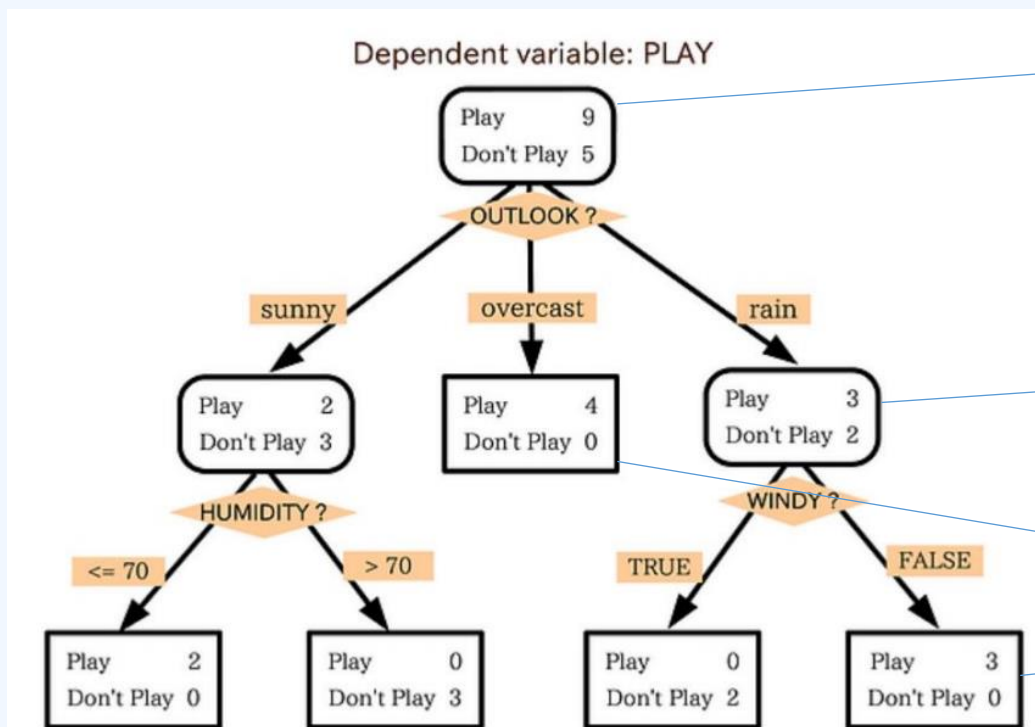 Dependent variable: PLAY
Play 9
Don't Play 5
OUTLOOK ?
sunny
overcast
rain
Play 2
Don't Play 3
Play 4
Don't Play 0
Play 3
Don't Play 2
HUMIDITY ?
WINDY ?
<= 70
> 70
TRUE
FALSE
Play 2
Don't Play 0
Play 0
Don't Play 3
Play 0
Don't Play 2
Play 3
Don't Play 0